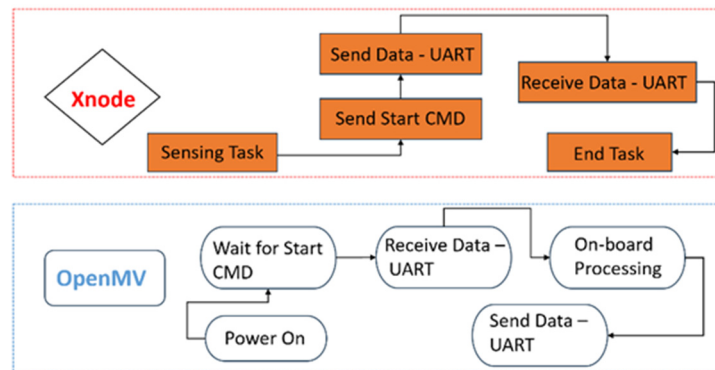 Xnode
Sensing Task
Send Start CMD
Send Data - UART
Receive Data - UART
End Task
OpenMV
Power On
Wait for Start
CMD
Receive Data –
UART
On-board
Processing
Send Data –
UART